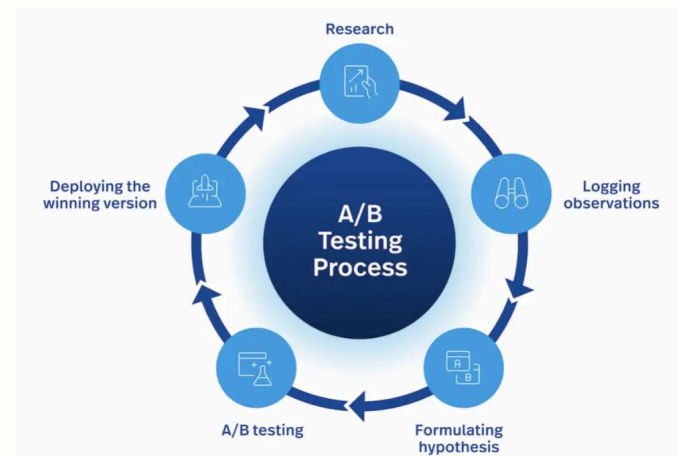 Research
Logging
observations
Formulating
hypothesis
A
B
A/B testing
Deploying the
winning version
A/B
Testing
Process